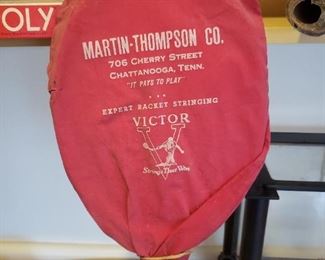 OLY
MARTIN-THOMPSON CO.
706 CHERRY STREET
CHATTANOOGA, TENN.
"IT PAYS TO PLAY"
EXPERT RACKET STRINGING
VICTOR
V